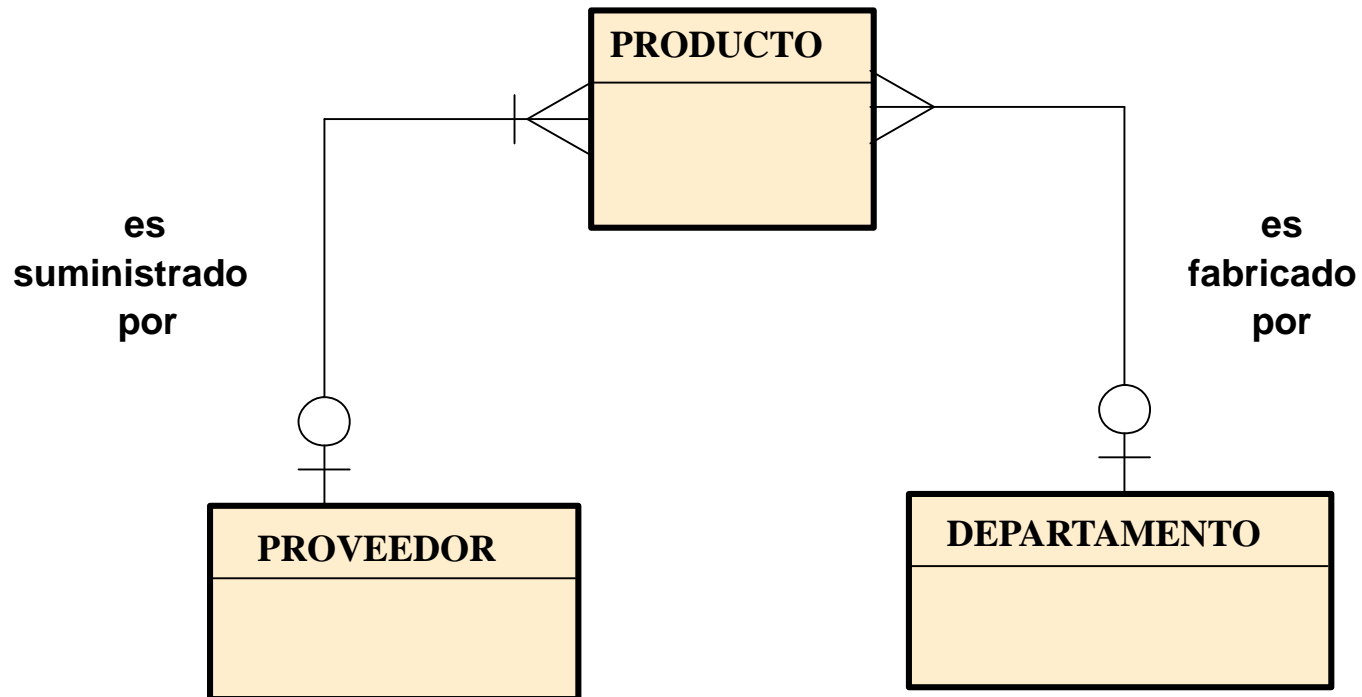 PRODUCTO
es
suministrado
por
es
fabricado
por
PROVEEDOR
DEPARTAMENTO